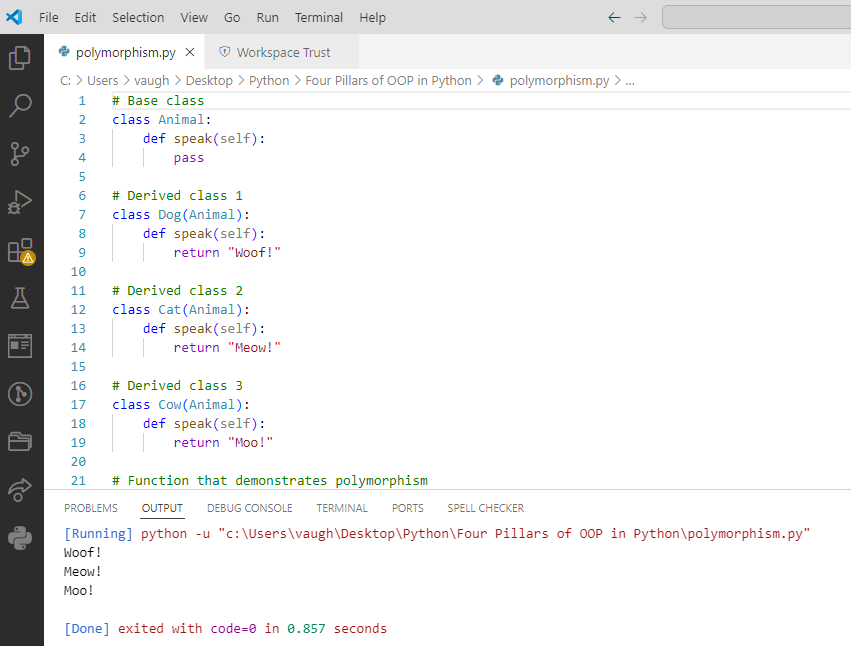 File Edit Selection View Go Run Terminal Help
polymorphism.py Workspace Trust
C: > Users > vaugh > Desktop > Python > Four Pillars of OOP in Python > polymorphism.py > ...
1 # Base class
2 class Animal:
3     def speak(self):
4         pass
5
6 # Derived class 1
7 class Dog(Animal):
8     def speak(self):
9         return "Woof!"
10
11 # Derived class 2
12 class Cat(Animal):
13     def speak(self):
14         return "Meow!"
15
16 # Derived class 3
17 class Cow(Animal):
18     def speak(self):
19         return "Moo!"
20
21 # Function that demonstrates polymorphism
PROBLEMS OUTPUT DEBUG CONSOLE TERMINAL PORTS SPELL CHECKER
[Running] python -u "c:\Users\vaugh\Desktop\Python\Four Pillars of OOP in Python\polymorphism.py"
Woof!
Meow!
Moo!
[Done] exited with code=0 in 0.857 seconds